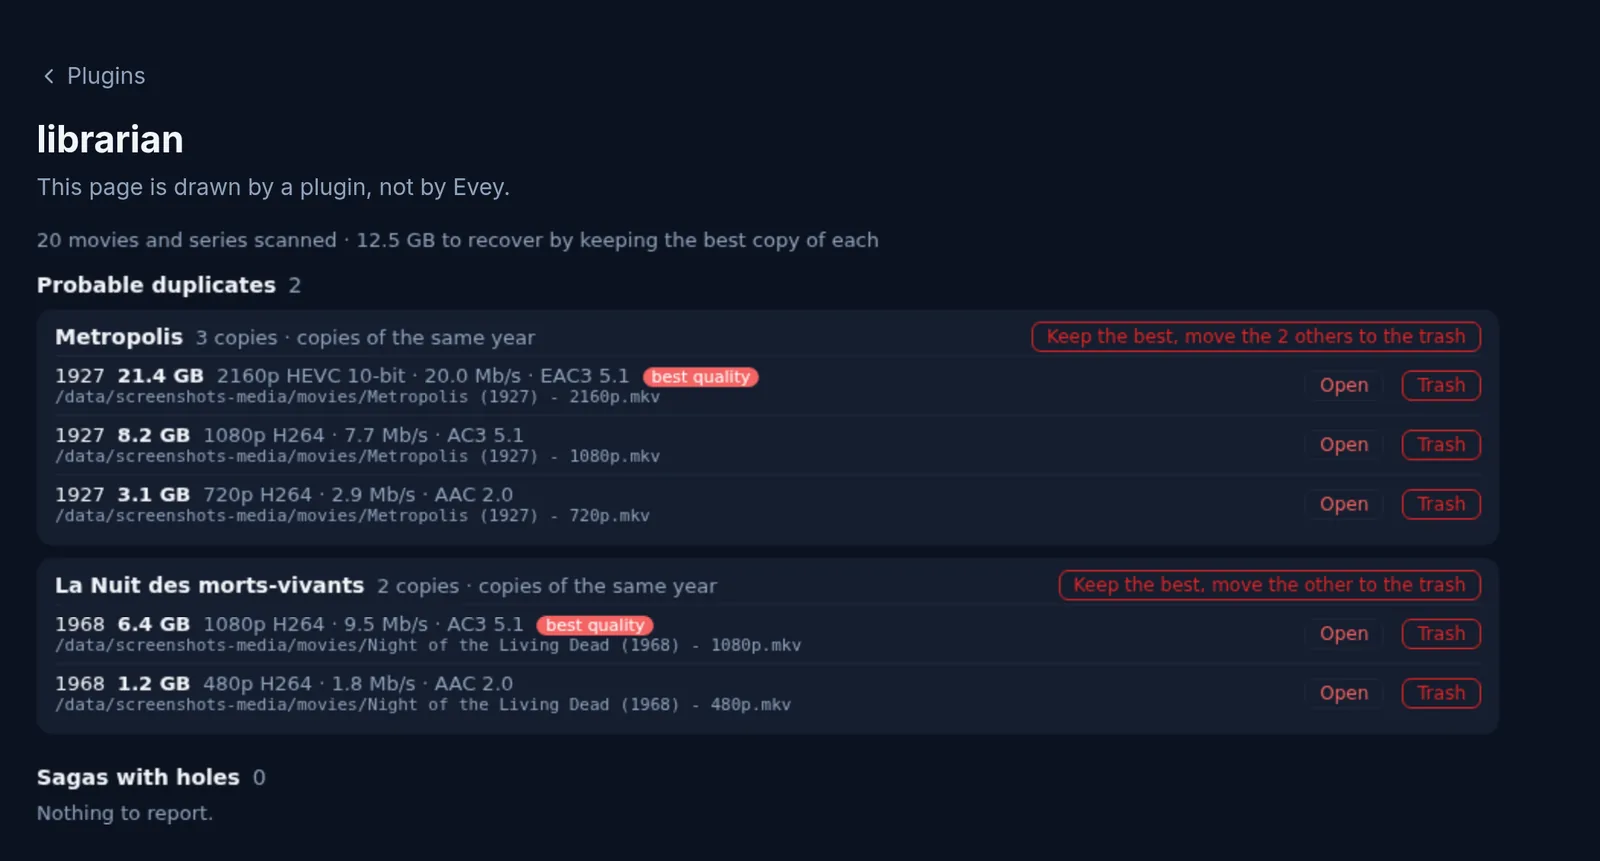 Plugins
librarian
This page is drawn by a plugin, not by Evey.
20 movies and series scanned · 12.5 GB to recover by keeping the best copy of each
Probable duplicates 2
Metropolis 3 copies · copies of the same year Keep the best, move the 2 others to the trash
1927 21.4 GB 2160p HEVC 10-bit · 20.0 Mb/s · EAC3 5.1 best quality
/data/screenshots-media/movies/Metropolis (1927) - 2160p.mkv
Open Trash
1927 8.2 GB 1080p H264 · 7.7 Mb/s · AC3 5.1
/data/screenshots-media/movies/Metropolis (1927) - 1080p.mkv
Open Trash
1927 3.1 GB 720p H264 · 2.9 Mb/s · AAC 2.0
/data/screenshots-media/movies/Metropolis (1927) - 720p.mkv
Open Trash
La Nuit des morts-vivants 2 copies · copies of the same year Keep the best, move the other to the trash
1968 6.4 GB 1080p H264 · 9.5 Mb/s · AC3 5.1 best quality
/data/screenshots-media/movies/Night of the Living Dead (1968) - 1080p.mkv
Open Trash
1968 1.2 GB 480p H264 · 1.8 Mb/s · AAC 2.0
/data/screenshots-media/movies/Night of the Living Dead (1968) - 480p.mkv
Open Trash
Sagas with holes 0
Nothing to report.